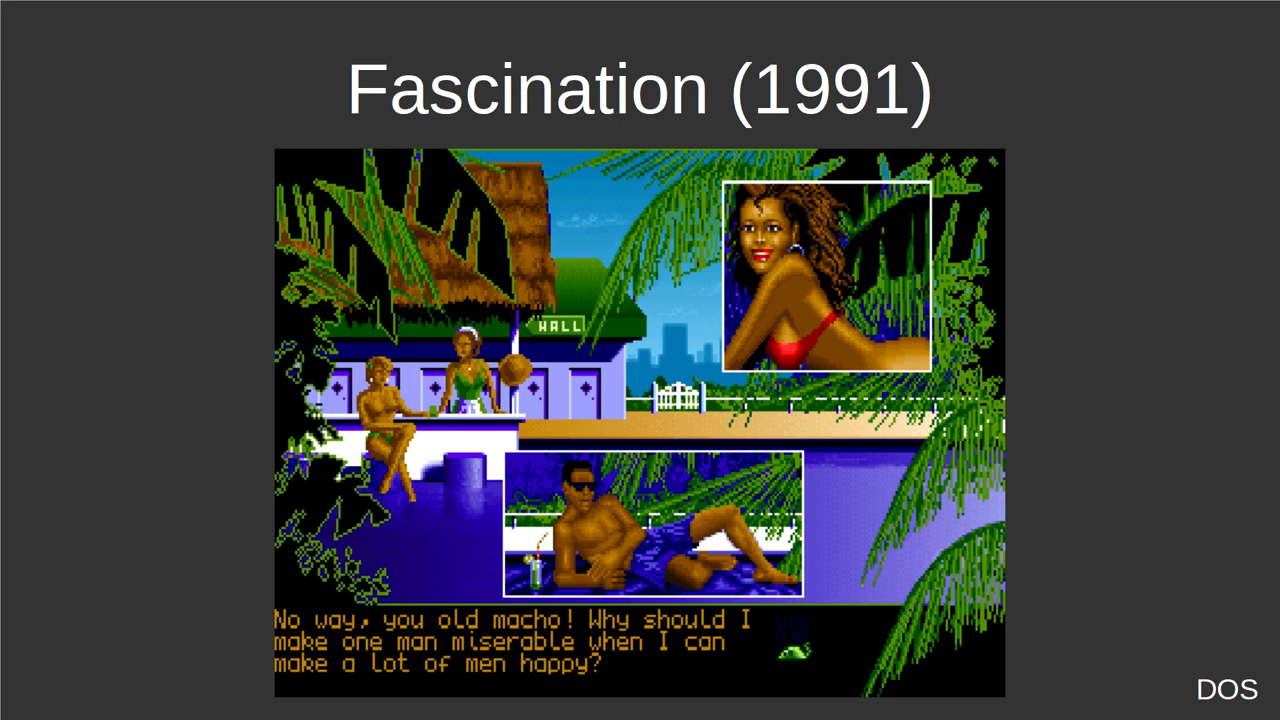 Fascination (1991)
HALL
No way, you old macho! Why should I
make one man miserable when I can
make a lot of men happy?
DOS